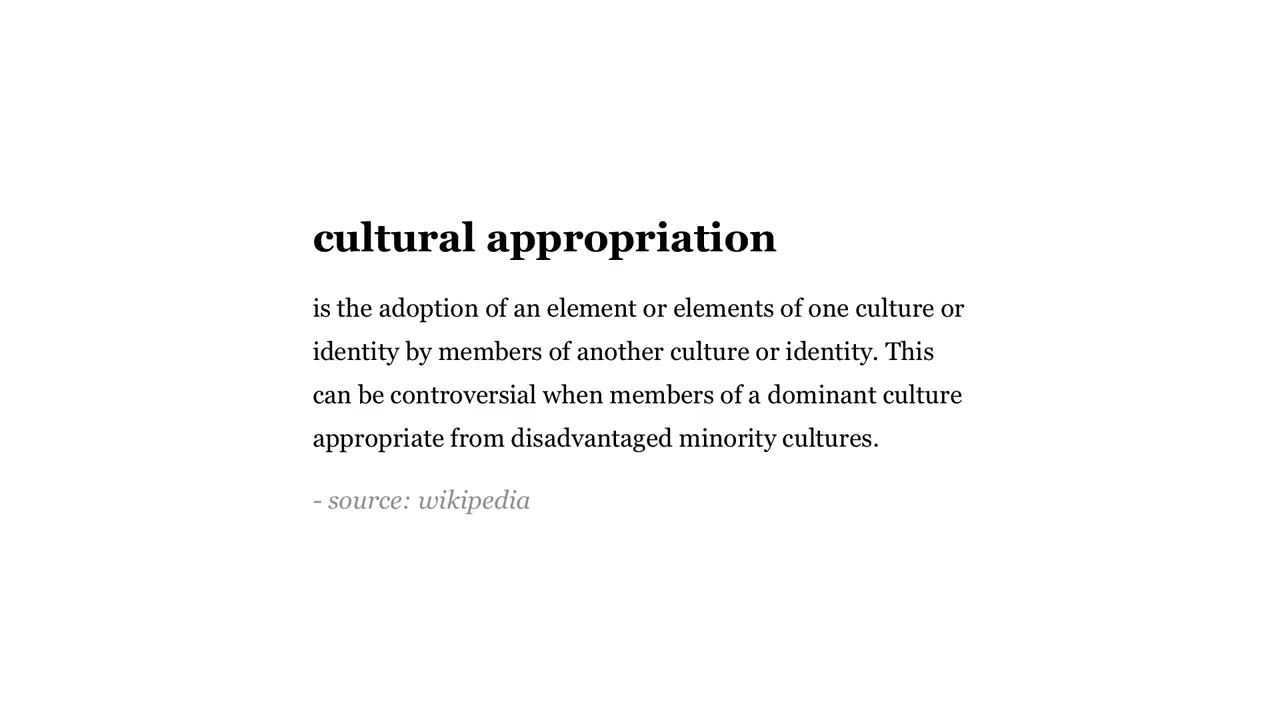 cultural appropriation
is the adoption of an element or elements of one culture or
identity by members of another culture or identity. This
can be controversial when members of a dominant culture
appropriate from disadvantaged minority cultures.
- source: wikipedia